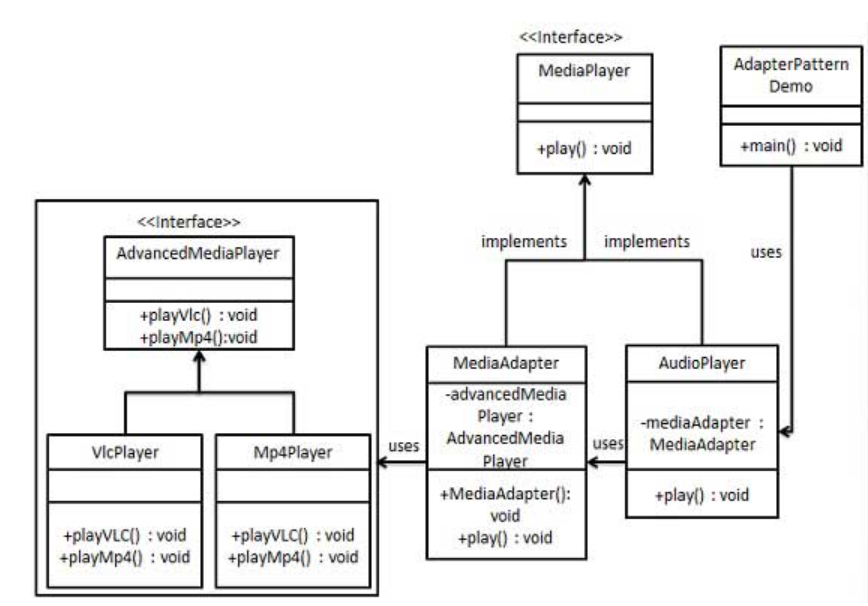 <<Interface>>
MediaPlayer
+play() : void
AdapterPattern
Demo
+main() : void
<<Interface>>
AdvancedMediaPlayer
+playVlc() : void
+playMp4():void
implements
implements
uses
VlcPlayer
+playVLC() : void
+playMp4() : void
Mp4Player
+playVLC() : void
+playMp4() : void
uses
MediaAdapter
-advancedMedia
Player :
AdvancedMedia
Player
+MediaAdapter():
void
+play() : void
uses
AudioPlayer
-mediaAdapter :
MediaAdapter
+play() : void